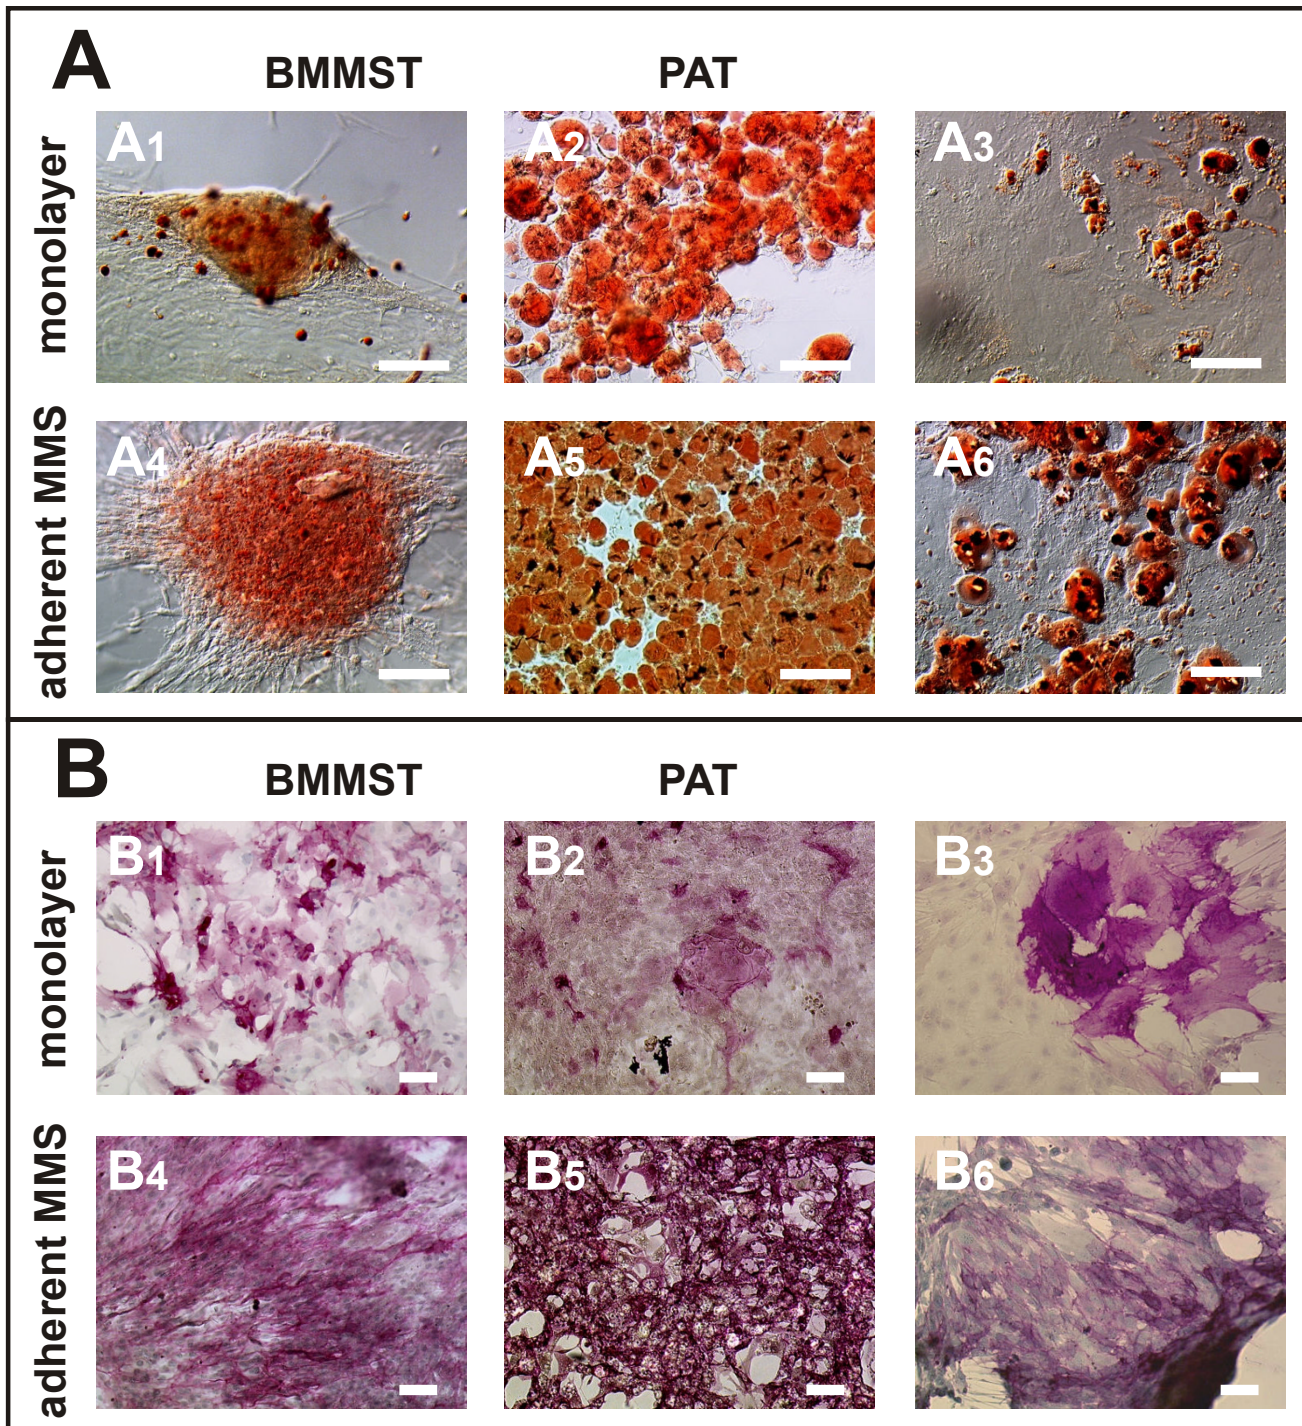 A
BMMST PAT
monolayer
A1 A2 A3
adherent MMS
A4 A5 A6
B
BMMST PAT
monolayer
B1 B2 B3
adherent MMS
B4 B5 B6